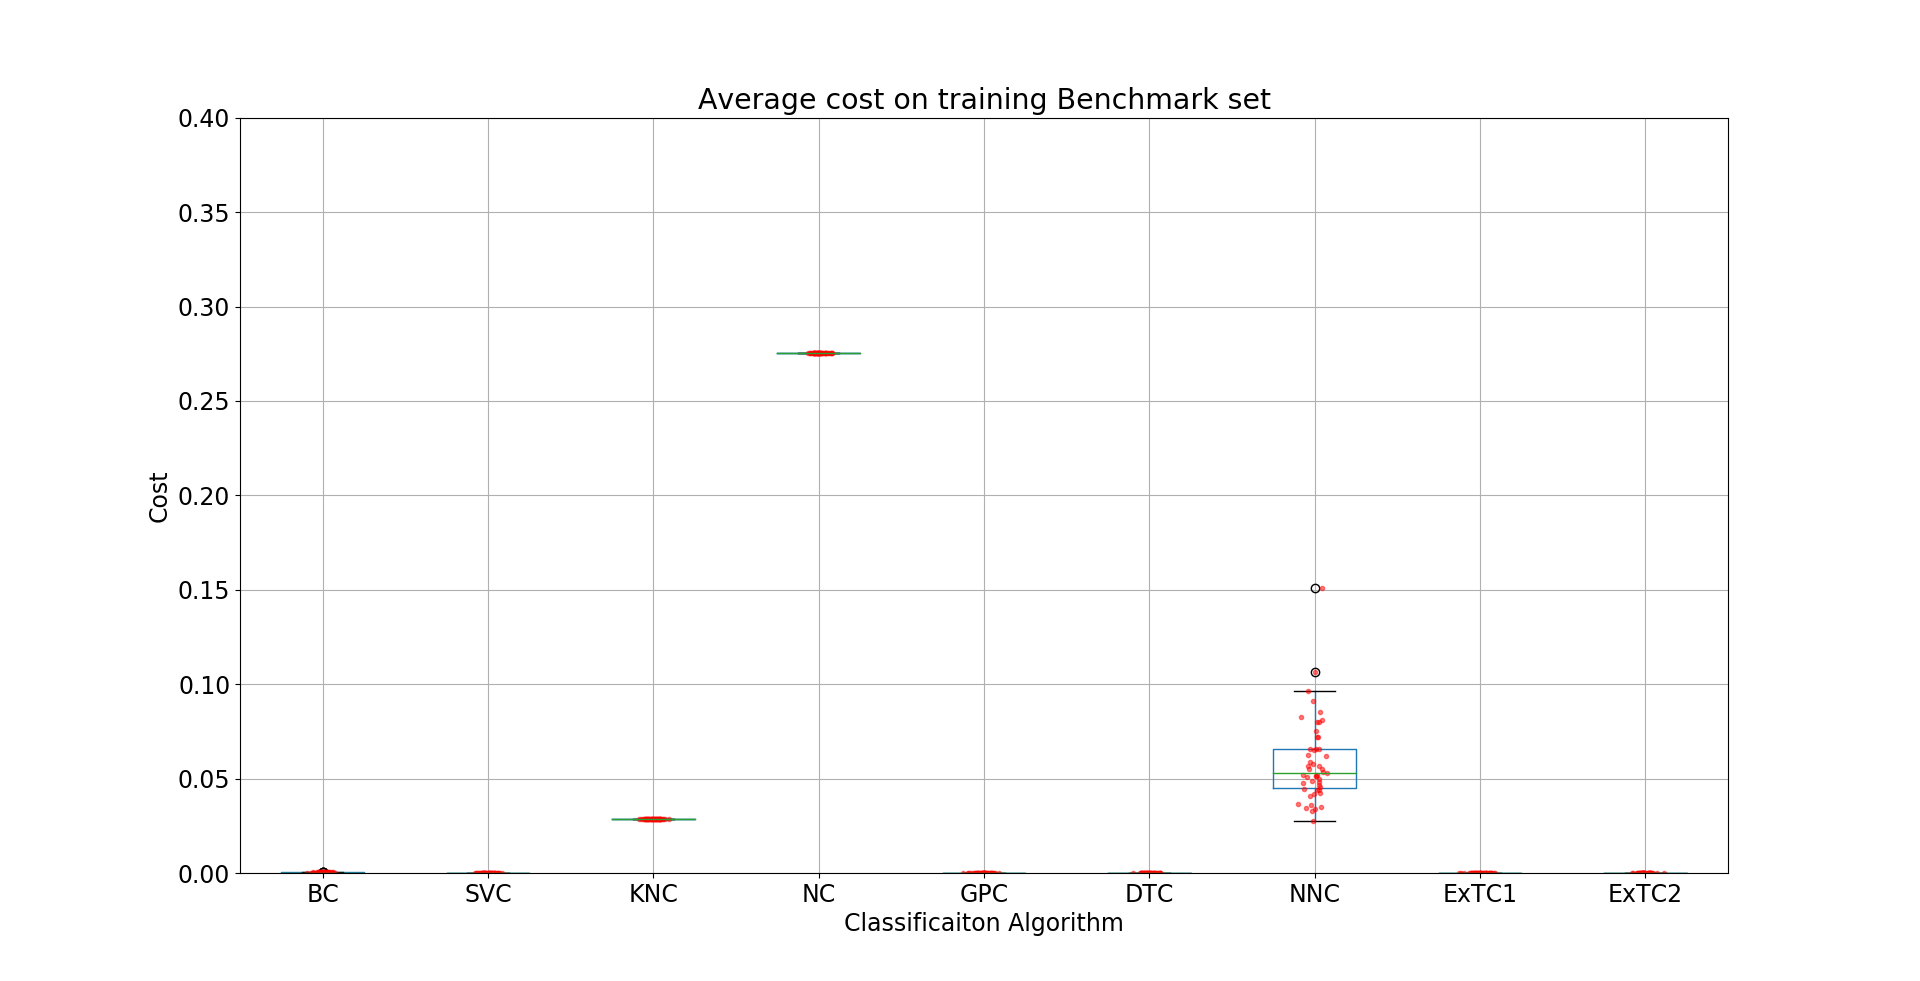 Average cost on training Benchmark set
0.40
0.35
0.30
0.25
0.20
0.15
0.10
0.05
0.00
Cost
BC SVC KNC NC GPC DTC NNC ExTC1 ExTC2
Classificaiton Algorithm